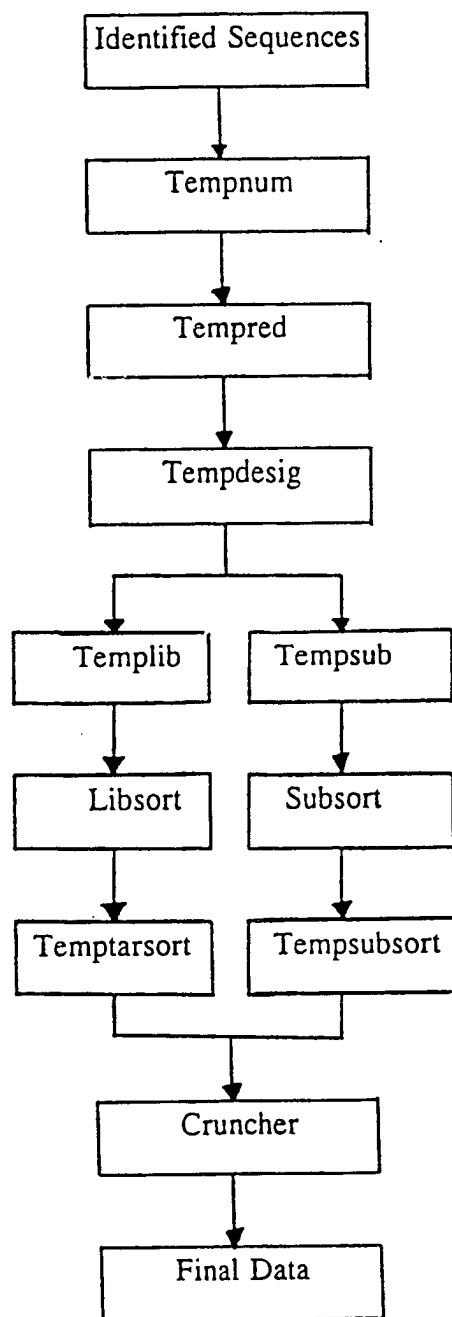 Identified Sequences
Tempnum
Tempred
Tempdesig
Templib
Tempsub
Libsort
Subsort
Temptarsort
Tempsubsort
Cruncher
Final Data